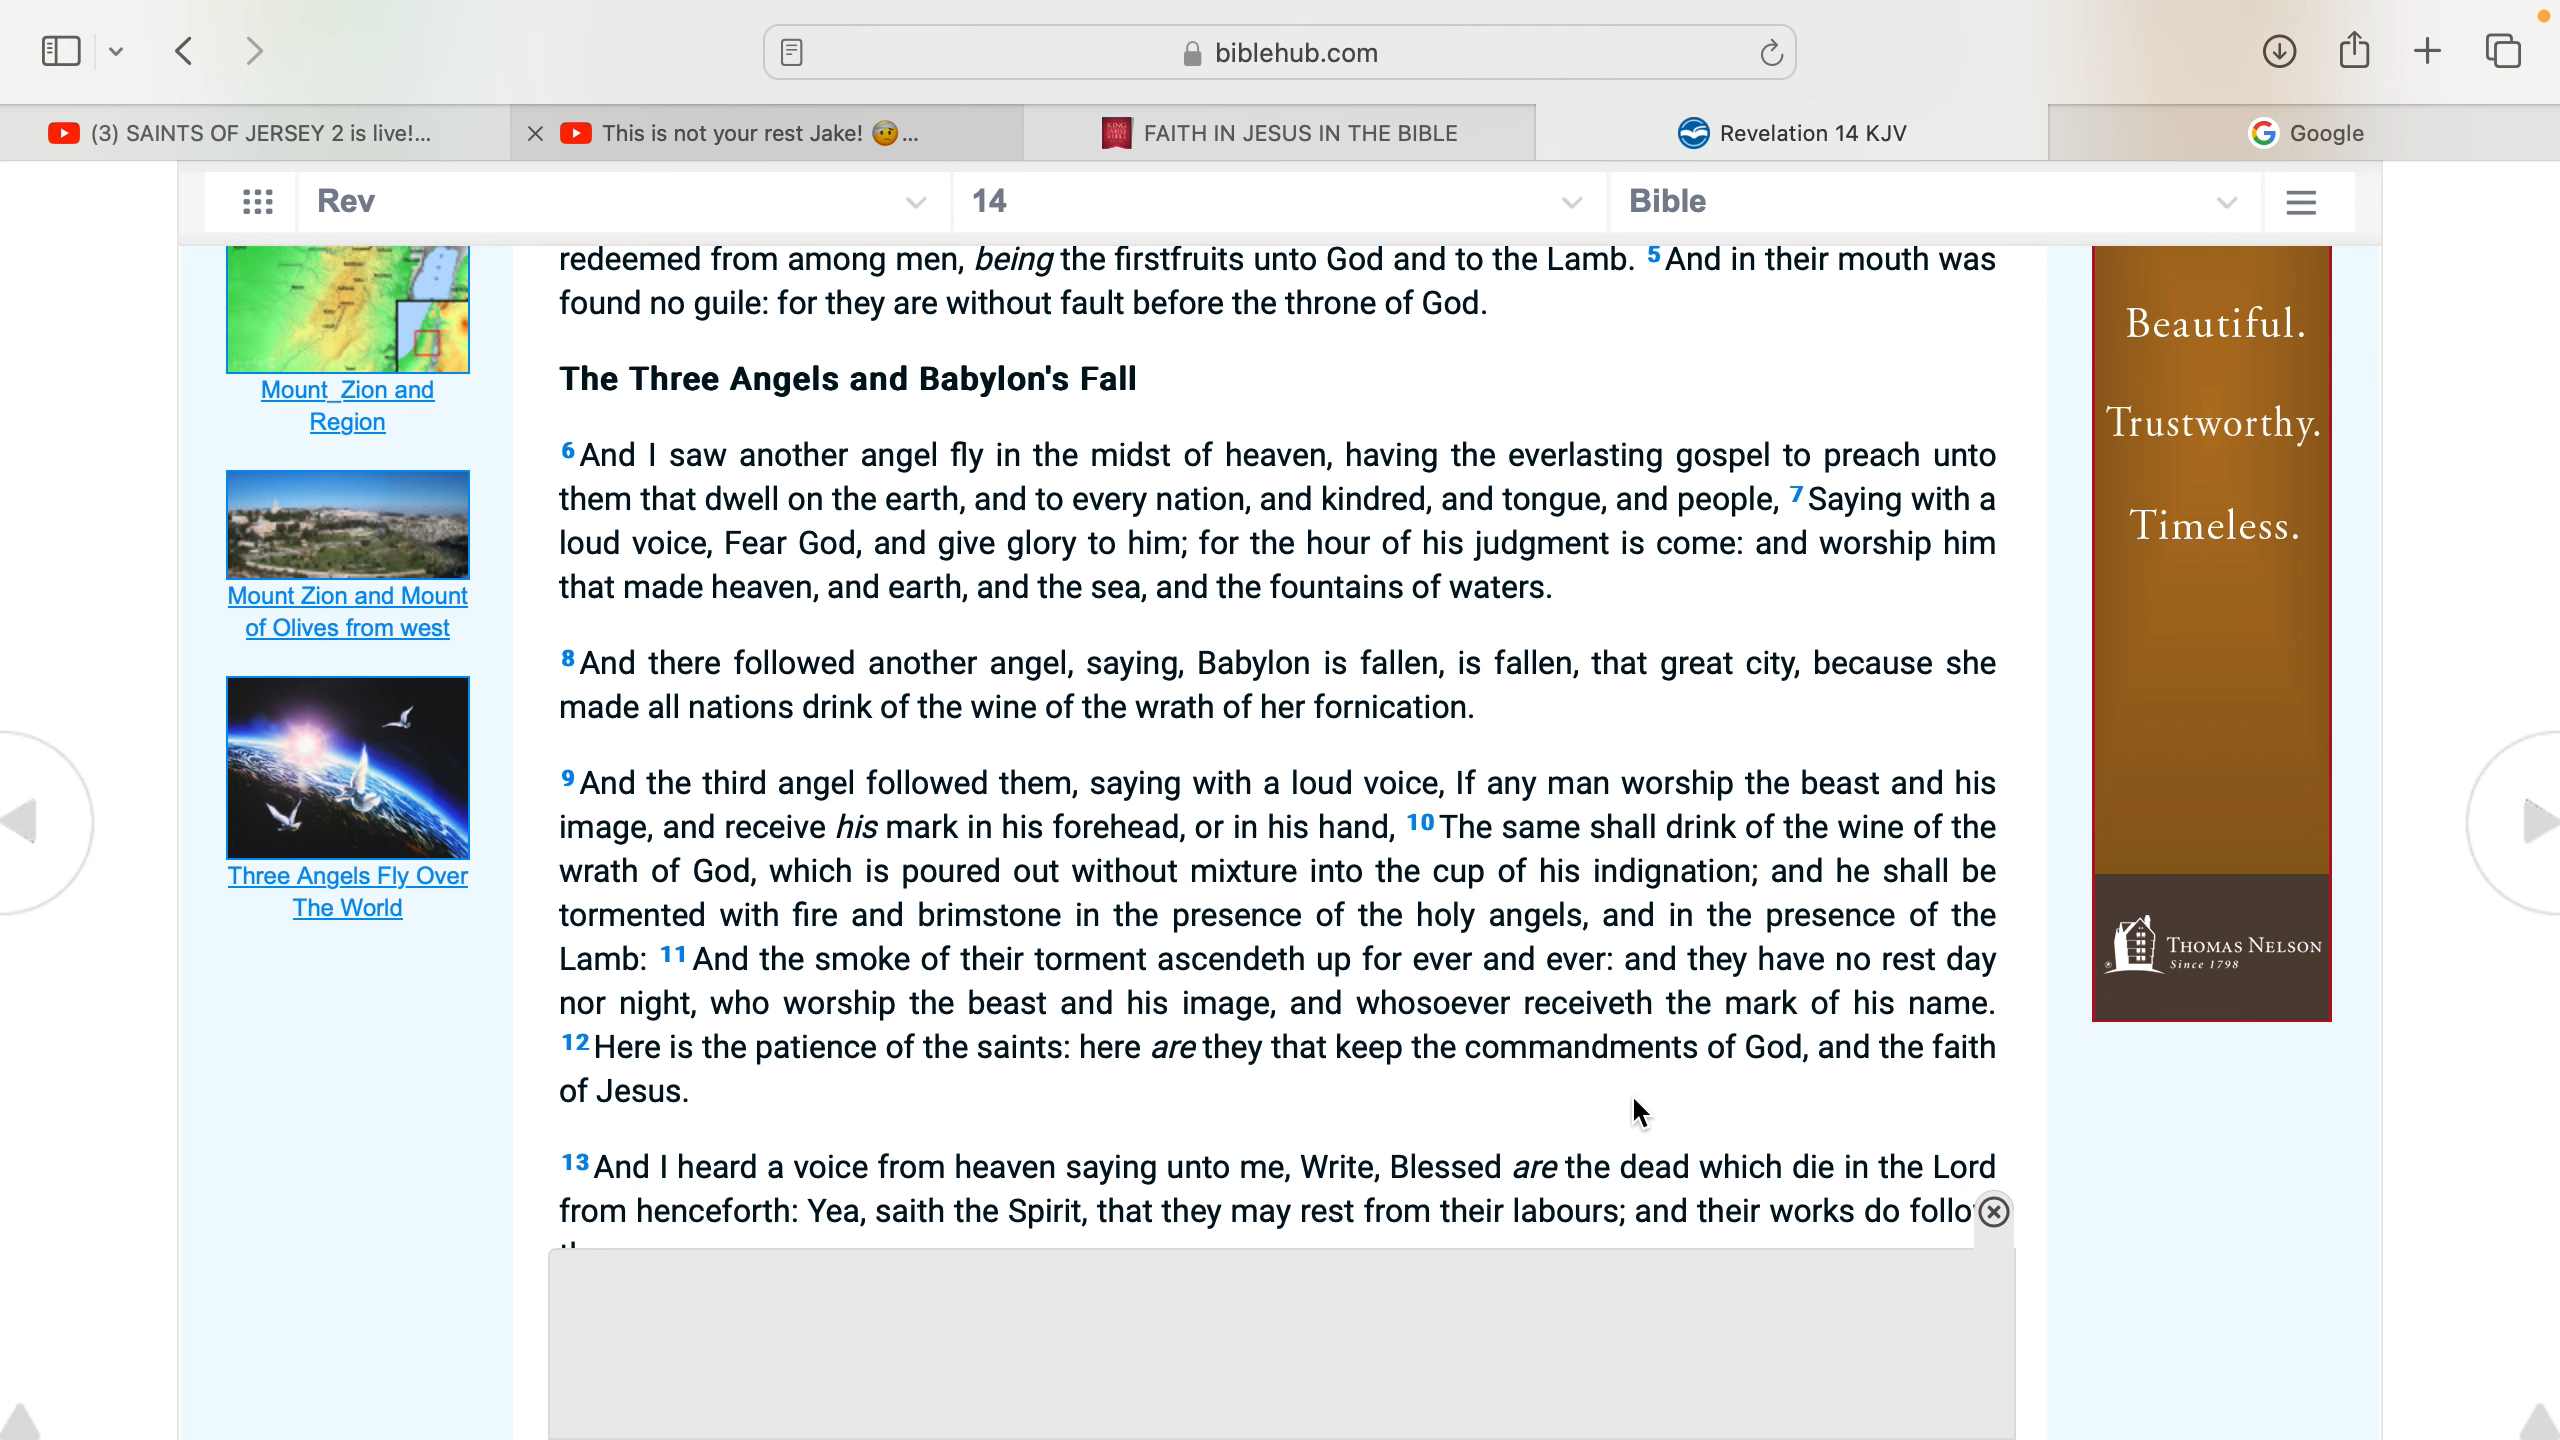 biblehub.com
(3) SAINTS OF JERSEY 2 is live!...
This is not your rest Jake! 🤕...
FAITH IN JESUS IN THE BIBLE
Revelation 14 KJV
Google
Rev
14
Bible
redeemed from among men, being the firstfruits unto God and to the Lamb. 5 And in their mouth was
found no guile: for they are without fault before the throne of God.
The Three Angels and Babylon's Fall
6 And I saw another angel fly in the midst of heaven, having the everlasting gospel to preach unto
them that dwell on the earth, and to every nation, and kindred, and tongue, and people, 7 Saying with a
loud voice, Fear God, and give glory to him; for the hour of his judgment is come: and worship him
that made heaven, and earth, and the sea, and the fountains of waters.
8 And there followed another angel, saying, Babylon is fallen, is fallen, that great city, because she
made all nations drink of the wine of the wrath of her fornication.
9 And the third angel followed them, saying with a loud voice, If any man worship the beast and his
image, and receive his mark in his forehead, or in his hand, 10 The same shall drink of the wine of the
wrath of God, which is poured out without mixture into the cup of his indignation; and he shall be
tormented with fire and brimstone in the presence of the holy angels, and in the presence of the
Lamb: 11 And the smoke of their torment ascendeth up for ever and ever: and they have no rest day
nor night, who worship the beast and his image, and whosoever receiveth the mark of his name.
12 Here is the patience of the saints: here are they that keep the commandments of God, and the faith
of Jesus.
13 And I heard a voice from heaven saying unto me, Write, Blessed are the dead which die in the Lord
from henceforth: Yea, saith the Spirit, that they may rest from their labours; and their works do follo
Mount_Zion and
Region
Mount Zion and Mount
of Olives from west
Three Angels Fly Over
The World
Beautiful.
Trustworthy.
Timeless.
THOMAS NELSON
Since 1798